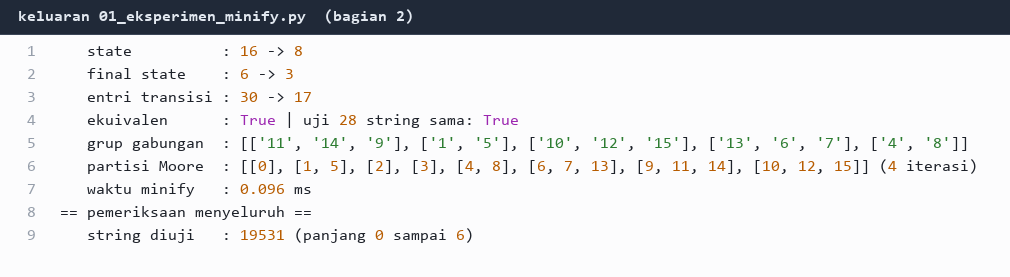 keluaran 01_eksperimen_minify.py  (bagian 2)
1 state          : 16 -> 8
2 final state    : 6 -> 3
3 entri transisi : 30 -> 17
4 ekuivalen      : True | uji 28 string sama: True
5 grup gabungan  : [['11', '14', '9'], ['1', '5'], ['10', '12', '15'], ['13', '6', '7'], ['4', '8']]
6 partisi Moore  : [[0], [1, 5], [2], [3], [4, 8], [6, 7, 13], [9, 11, 14], [10, 12, 15]] (4 iterasi)
7 waktu minify   : 0.096 ms
8 == pemeriksaan menyeluruh ==
9 string diuji   : 19531 (panjang 0 sampai 6)